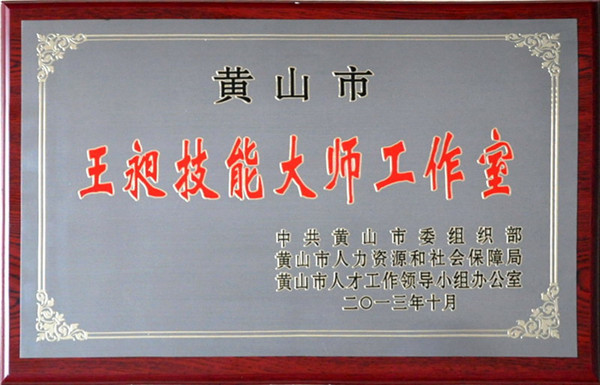 黄山市
王昶技能大师工作室
中共黄山市委组织部
黄山市人力资源和社会保障局
黄山市人才工作领导小组办公室
二〇一三年十月